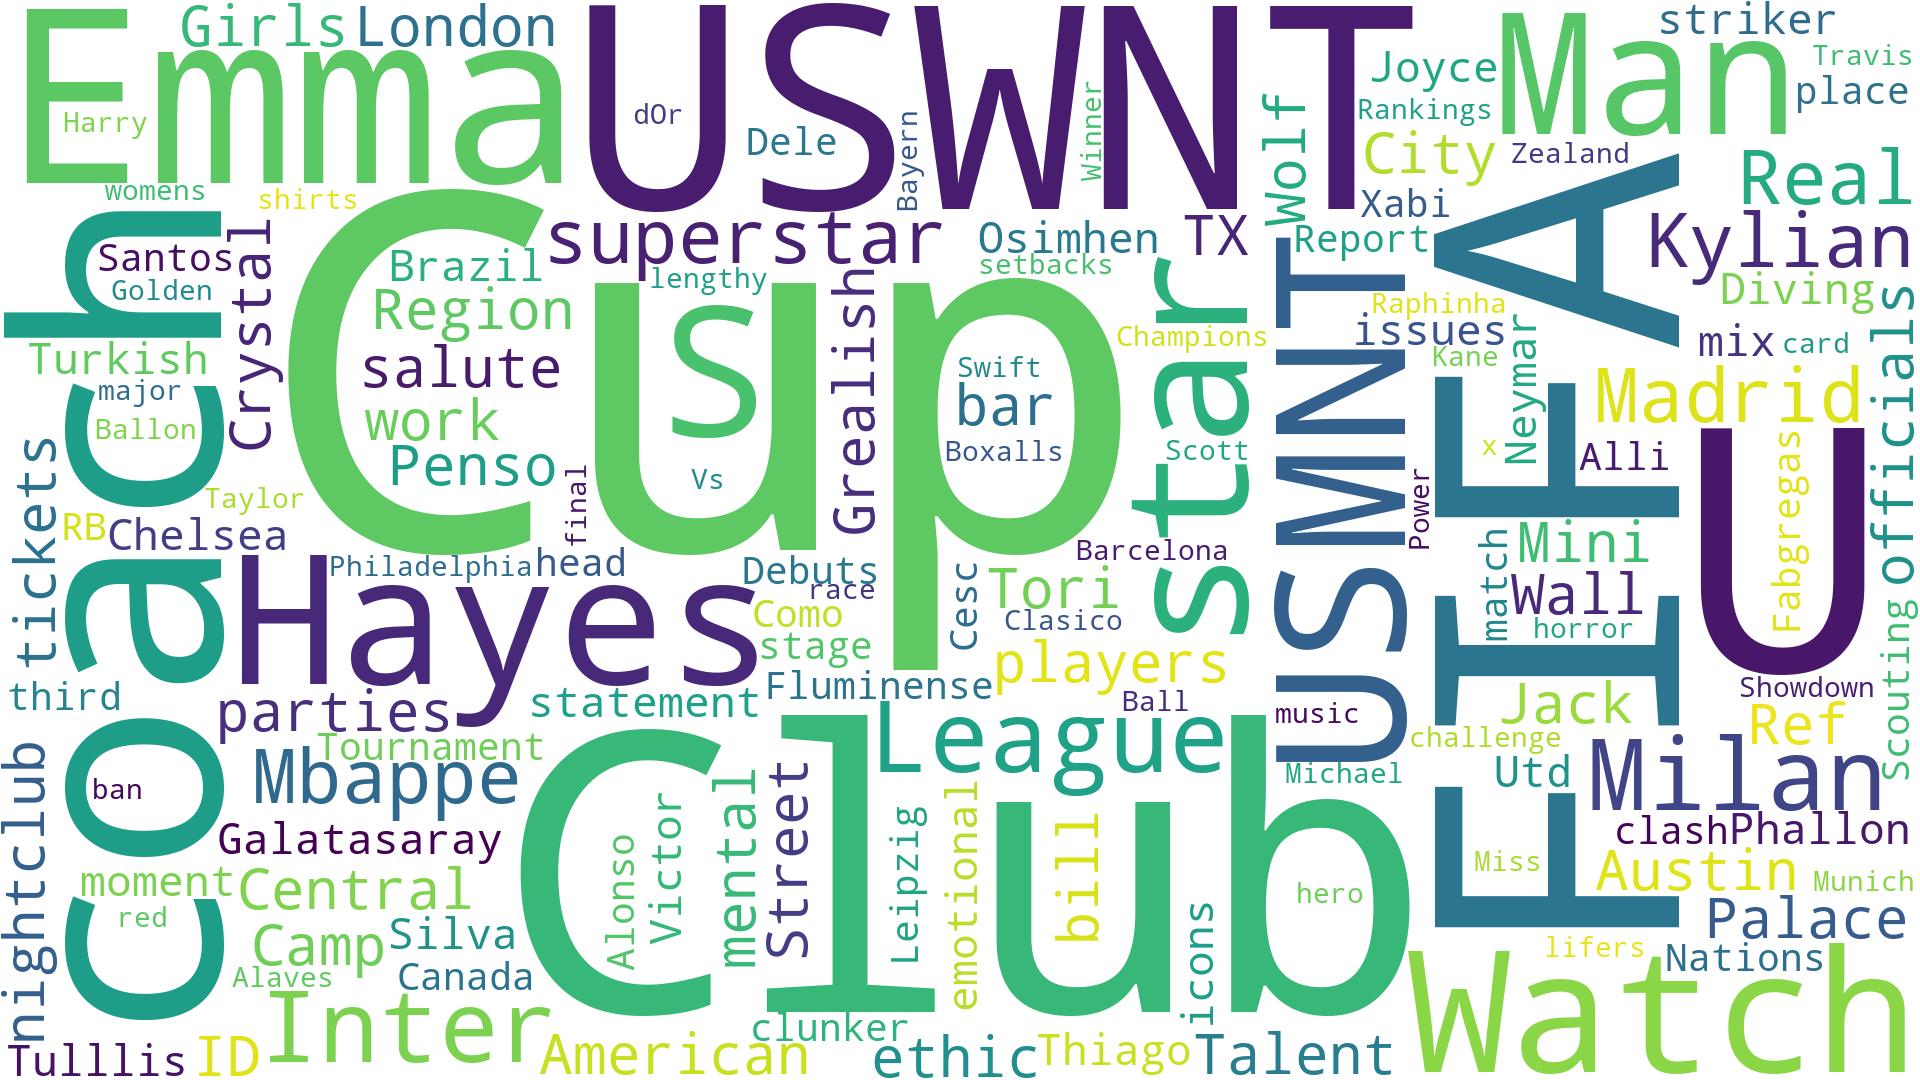 Emma
Girls
London
USWNT
Man
striker
Travis
place
Joyce
Rankings
City
Zealand
Xabi
Report
Real
Kylian
Diving
Harry
dOr
Dele
Bayern
Winner
Wolf
womens
shirts
Santos
Golden
Turkish
major
Ballon
coach
Crystal
Cup
superstar
Osimhen
TX
setbacks
Brazil
Region
salute
work
Penso
lengthy
S
Vs
Grealish
Swift
bar
Boxalls
Champions
star
Scott
USMNT
FIFA
Raphinha
issues
Kane
Neymar
mix
card
Madrid
officials
x
Alli
U
Fabgregas
Power
match
Mini
Wall
horror
tickets
RB
Taylor
Chelsea
final
Philadelphia
head
Hayes
Debuts
race
Como
stage
Cesc
Barcelona
Tori
Clasico
players
Ball
third
parties
statement
Fluminense
Tournament
Mbappe
League
music
Michael
challenge
Jack
Utd
Showdown
Ref
scouting
Milan
clash
Phallon
nightclub
ban
Galatasaray
moment
Central
red
Camp
Silva
Alaves
Canada
Club
Alonso
Victor
mental
Street
Leipzig
emotional
bill
icons
hero
Miss
Austin
Munich
Palace
lifers
Nations
Watch
Tulllis
ID
Inter
American
clunker
ethic
Thiago
Talent